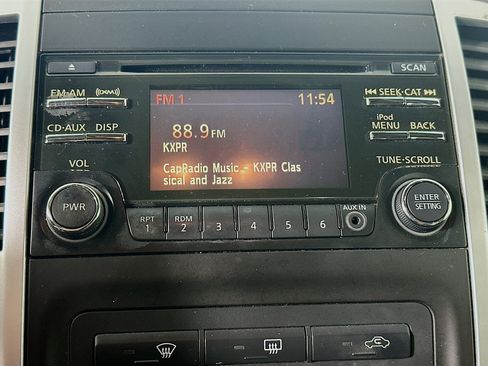 SCAN
FM·AM
CD·AUX DISP
VOL
PWR
FM 1 11:54
88.9 FM
KXPR
CapRadio Music - KXPR Clas
sical and Jazz
SEEK·CAT
iPod
MENU BACK
TUNE·SCROLL
ENTER
SETTING
RPT
1
RDM
2
3
4
5
6
AUX IN